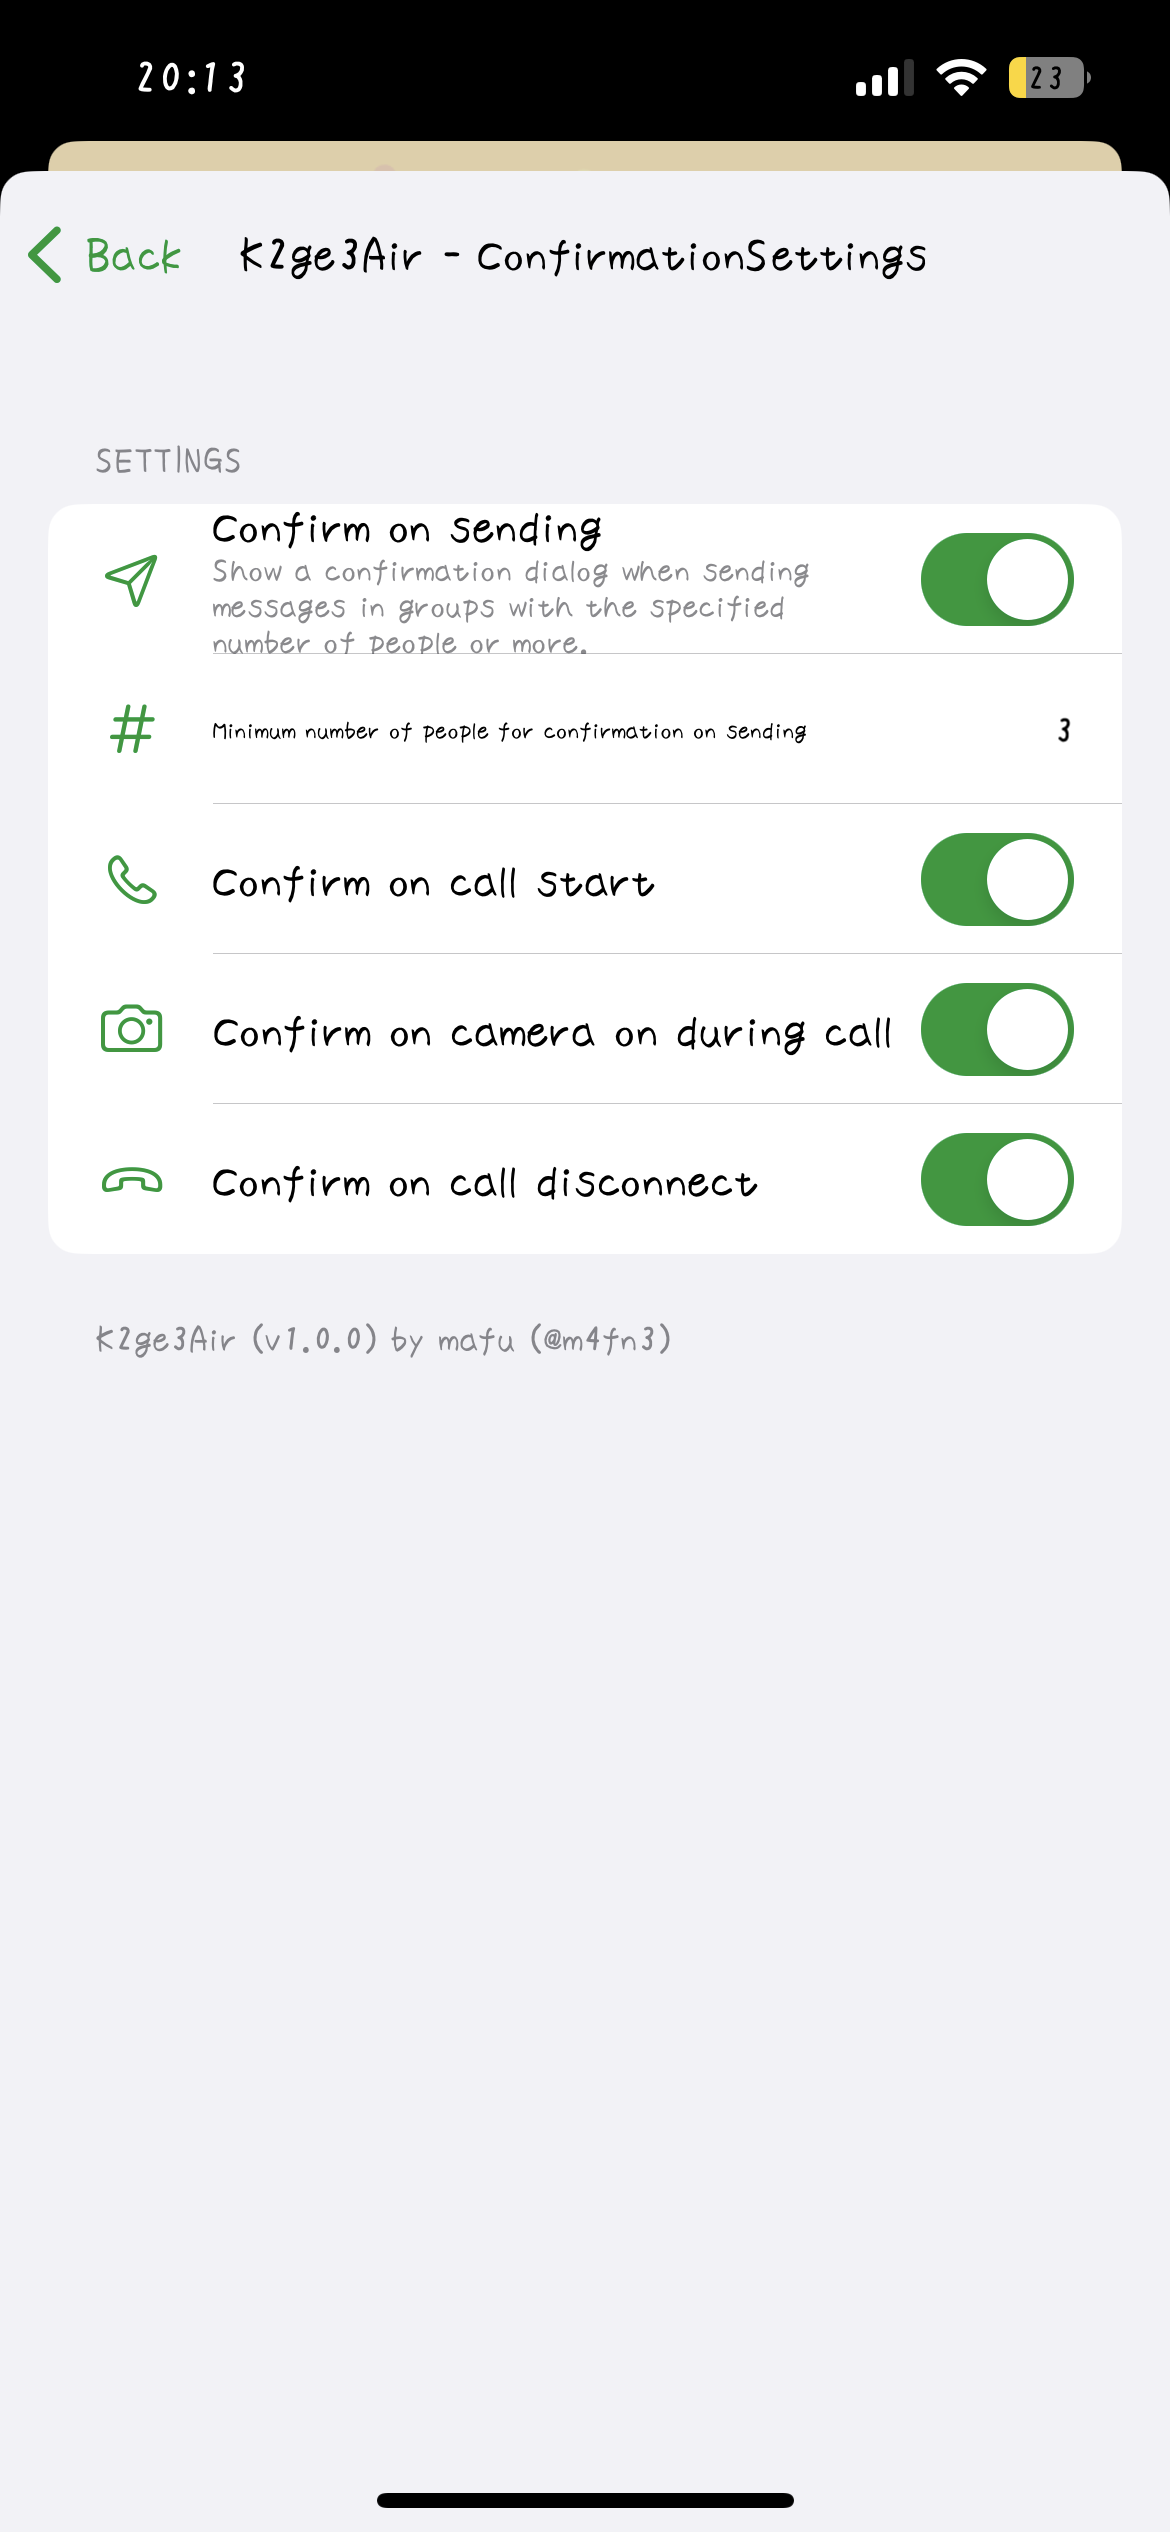 20:13
23
Back
K2ge3Air - ConfirmationSettings
SETTINGS
Confirm on sending
Show a confirmation dialog when sending
messages in groups with the specified
number of people or more.
Minimum number of people for confirmation on sending
3
Confirm on call start
Confirm on camera on during call
Confirm on call disconnect
K2ge3Air (v1.0.0) by mafu (@m4fn3)